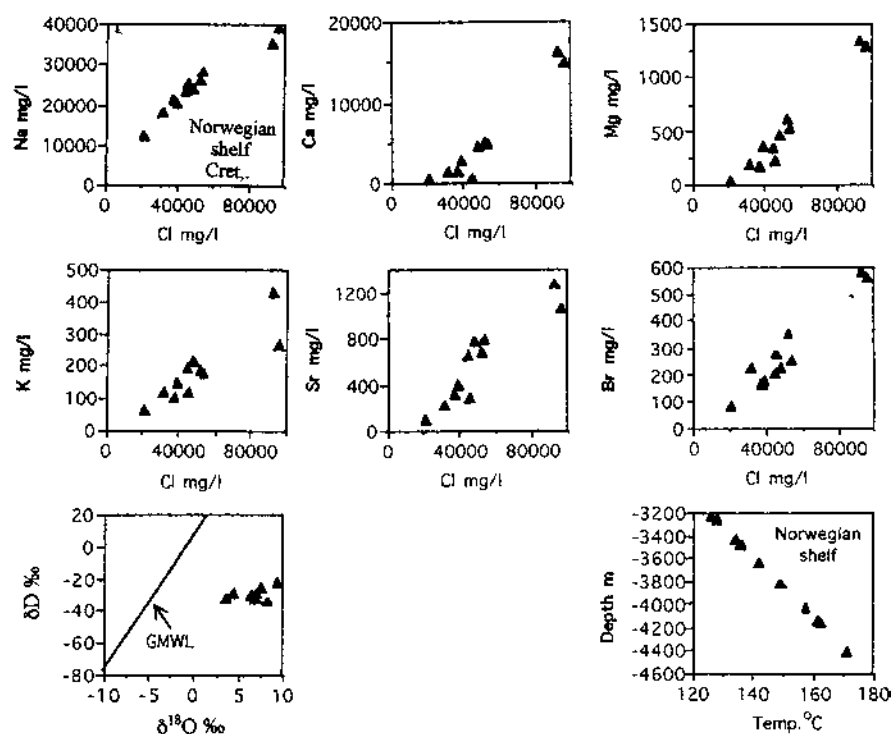 40000
30000
20000
10000
0
Na mg/l
Norwegian
shelf
Cret.
0 40000 80000
Cl mg/l
20000
10000
0
Ca mg/l
0 40000 80000
Cl mg/l
1500
1000
500
0
Mg mg/l
0 40000 80000
Cl mg/l
500
400
300
200
100
0
K mg/l
0 40000 80000
Cl mg/l
1200
800
400
0
Sr mg/l
0 40000 80000
Cl mg/l
600
500
400
300
200
100
0
Br mg/l
0 40000 80000
Cl mg/l
20
0
-20
-40
-60
-80
δD ‰
GMWL
-10 -5 0 5 10
δ¹⁸O ‰
-3200
-3400
-3600
-3800
-4000
-4200
-4400
-4600
Depth m
Norwegian
shelf
120 140 160 180
Temp.°C